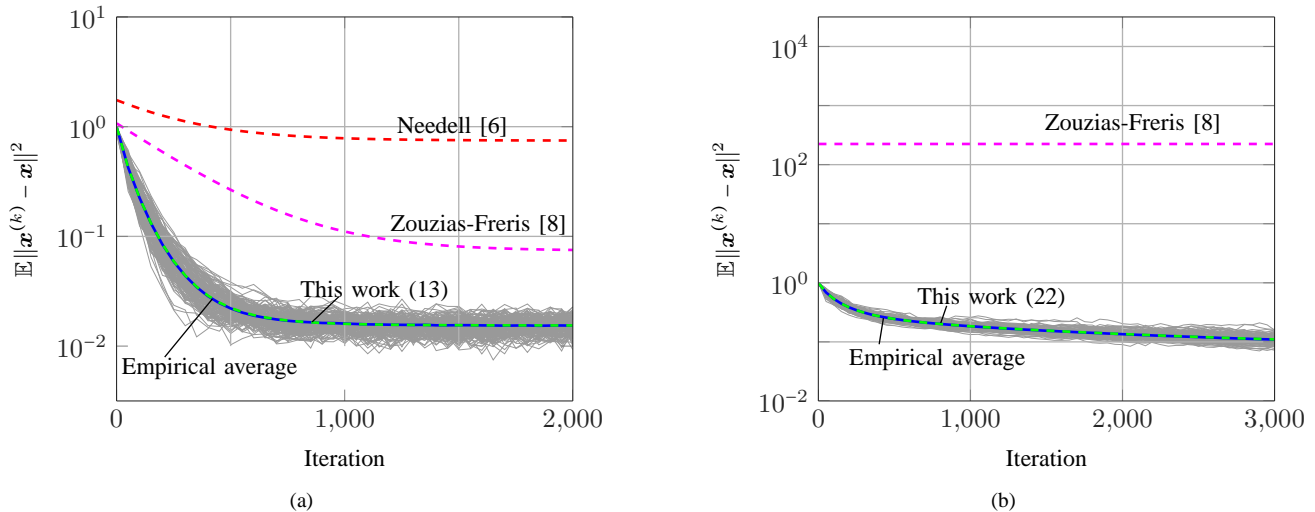 10^1
10^0
10^{-1}
10^{-2}
𝔼||x^{(k)} − x||^2
Needell [6]
Zouzias-Freris [8]
This work (13)
Empirical average
0
1,000
2,000
Iteration
(a)
10^4
10^2
10^0
10^{-2}
𝔼||x^{(k)} − x||^2
Zouzias-Freris [8]
This work (22)
Empirical average
0
1,000
2,000
3,000
Iteration
(b)